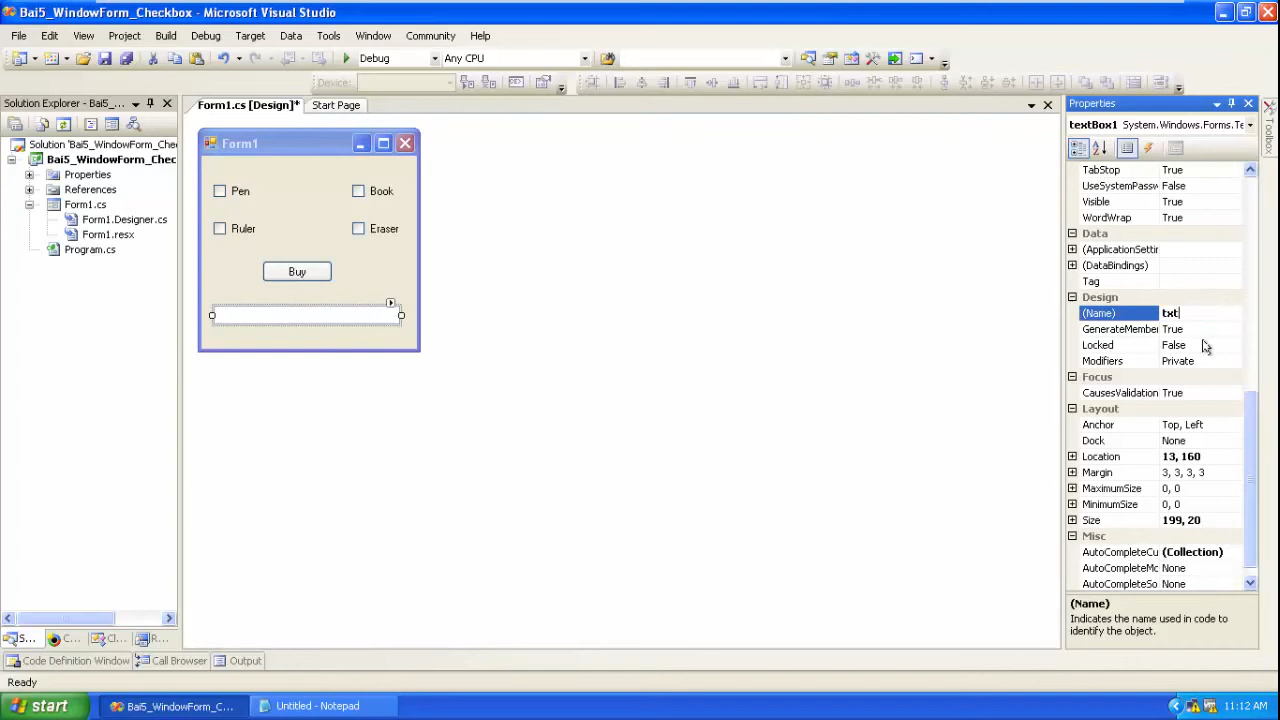 Bai5_WindowForm_Checkbox - Microsoft Visual Studio
File Edit View Project Build Debug Target Data Tools Window Community Help
Debug Any CPU
Device:
Solution Explorer - Bai5_...
Form1.cs [Design]* Start Page
Properties
textBox1 System.Windows.Forms.Te
Toolbox
Solution 'Bai5_WindowForm_Chec
Bai5_WindowForm_Check
Properties
References
Form1.cs
Form1.Designer.cs
Form1.resx
Program.cs
Form1
Pen Book
Ruler Eraser
Buy
TabStop True
UseSystemPassw False
Visible True
WordWrap True
Data
(ApplicationSettir
(DataBindings)
Tag
Design
(Name) txt
GenerateMember True
Locked False
Modifiers Private
Focus
CausesValidation True
Layout
Anchor Top, Left
Dock None
Location 13, 160
Margin 3, 3, 3, 3
MaximumSize 0, 0
MinimumSize 0, 0
Size 199, 20
Misc
AutoCompleteCu (Collection)
AutoCompleteMo None
AutoCompleteSo None
(Name)
Indicates the name used in code to
identify the object.
S... C... Cl... R...
Code Definition Window Call Browser Output
Ready
start Bai5_WindowForm_C... Untitled - Notepad 11:12 AM